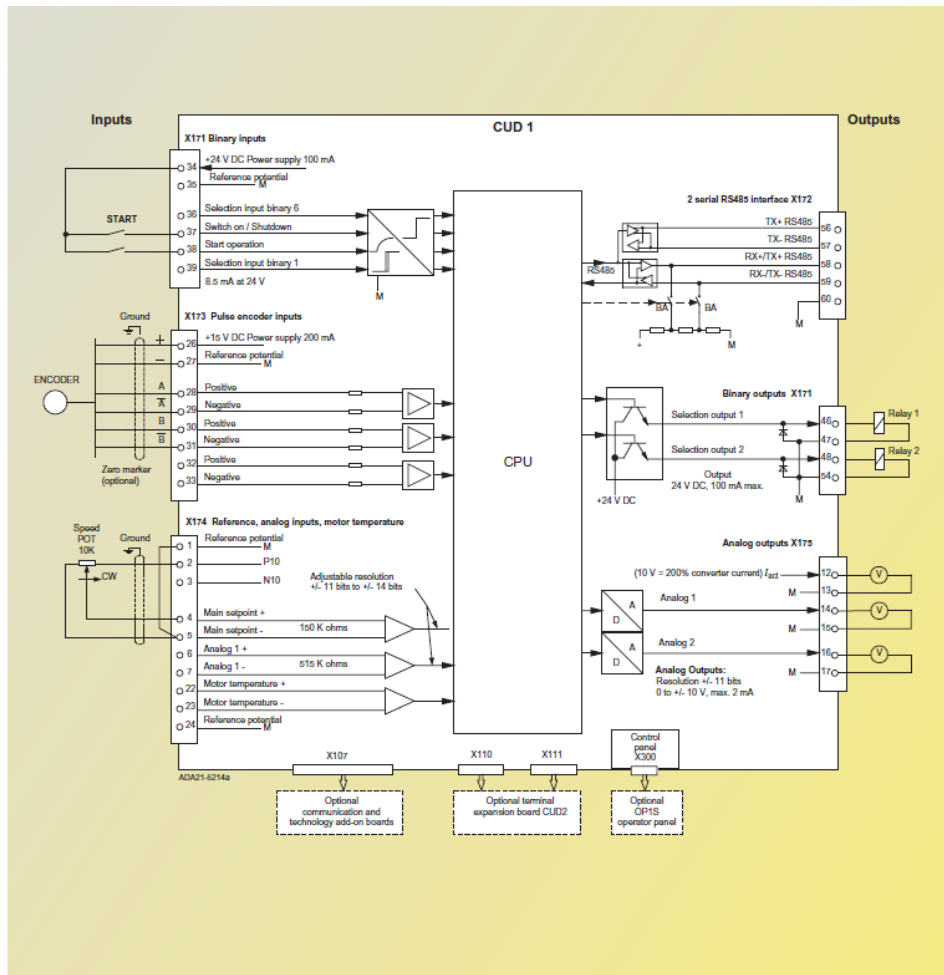 Inputs
CUD 1
Outputs
X171 Binary inputs
34
+24 V DC Power supply 100 mA
35
Reference potential
M
36
Selection input binary 6
START
37
Switch on / Shutdown
38
Start operation
39
Selection input binary 1
8.5 mA at 24 V
M
2 serial RS485 interface X172
TX+ RS485
56
TX- RS485
57
RX+/TX+ RS485
58
RS485
RX-/TX- RS485
59
60
BA
BA
M
+
M
Ground
X173 Pulse encoder inputs
+
26
+15 V DC Power supply 200 mA
–
27
Reference potential
M
ENCODER
A
28
Positive
A
29
Negative
B
30
Positive
B
31
Negative
32
Positive
33
Negative
Zero marker
(optional)
CPU
Binary outputs X171
Selection output 1
46
Relay 1
47
Selection output 2
48
Relay 2
54
Output
24 V DC, 100 mA max.
+24 V DC
M
X174 Reference, analog inputs, motor temperature
Speed
POT
10K
Ground
CW
1
Reference potential
M
2
P10
3
N10
Adjustable resolution
+/- 11 bits to +/- 14 bits
4
Main setpoint +
5
Main setpoint -
150 K ohms
6
Analog 1 +
7
Analog 1 -
515 K ohms
22
Motor temperature +
23
Motor temperature -
24
Reference potential
M
Analog outputs X175
(10 V = 200% converter current) Iact
12
V
M
13
A
D
Analog 1
14
V
M
15
A
D
Analog 2
16
V
M
17
Analog Outputs:
Resolution +/- 11 bits
0 to +/- 10 V, max. 2 mA
ADA21-5214a
X107
X110
X111
Control
panel
X300
Optional
communication and
technology add-on boards
Optional terminal
expansion board CUD2
Optional
OP1S
operator panel